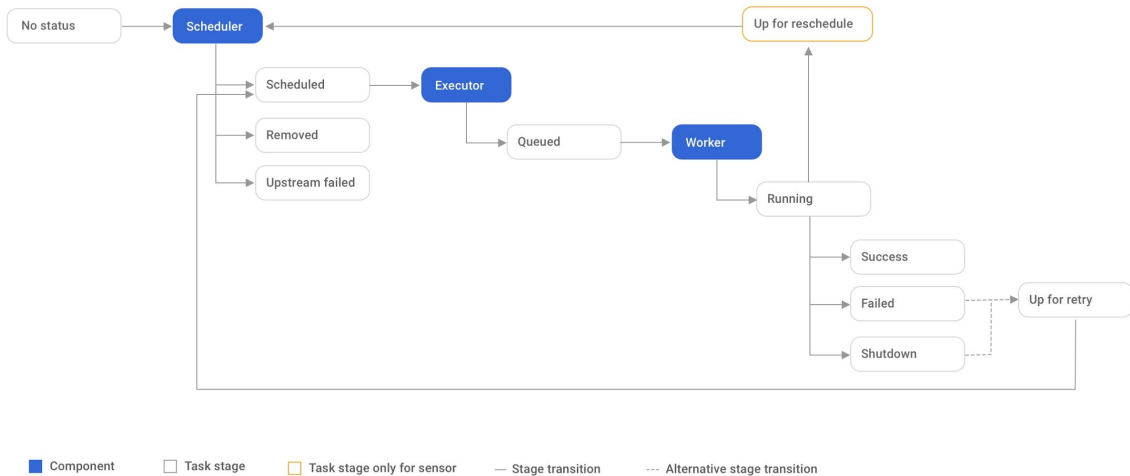 No status
Scheduler
Up for reschedule
Scheduled
Executor
Removed
Queued
Worker
Upstream failed
Running
Success
Failed
Up for retry
Shutdown
Component
Task stage
Task stage only for sensor
Stage transition
Alternative stage transition